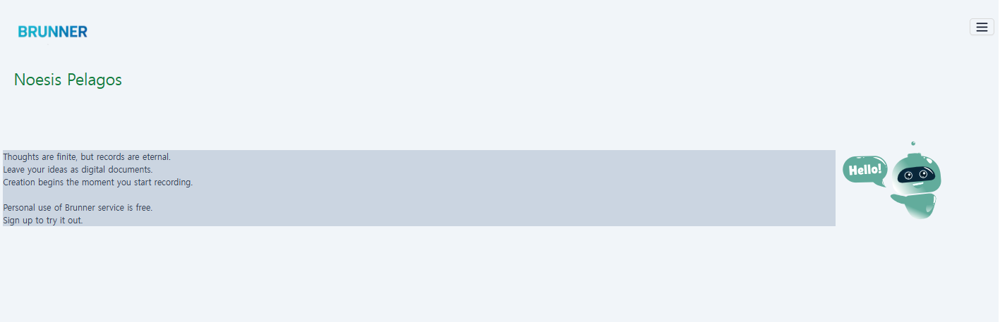 BRUNNER
Noesis Pelagos
Thoughts are finite, but records are eternal.
Leave your ideas as digital documents.
Creation begins the moment you start recording.
Personal use of Brunner service is free.
Sign up to try it out.
Hello!